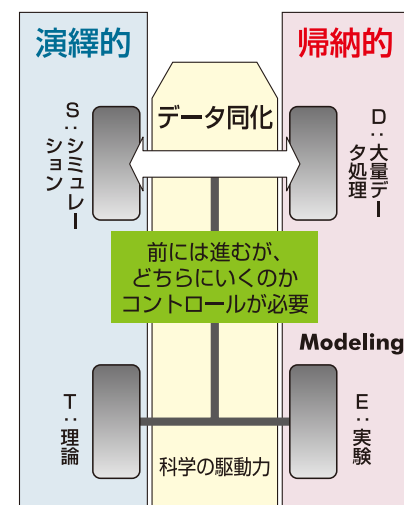 演繹的
帰納的
データ同化
S：シミュレー
ション
D：大量デー
タ処理
前には進むが、
どちらにいくのか
コントロールが必要
Modeling
T：理論
E：実験
科学の駆動力